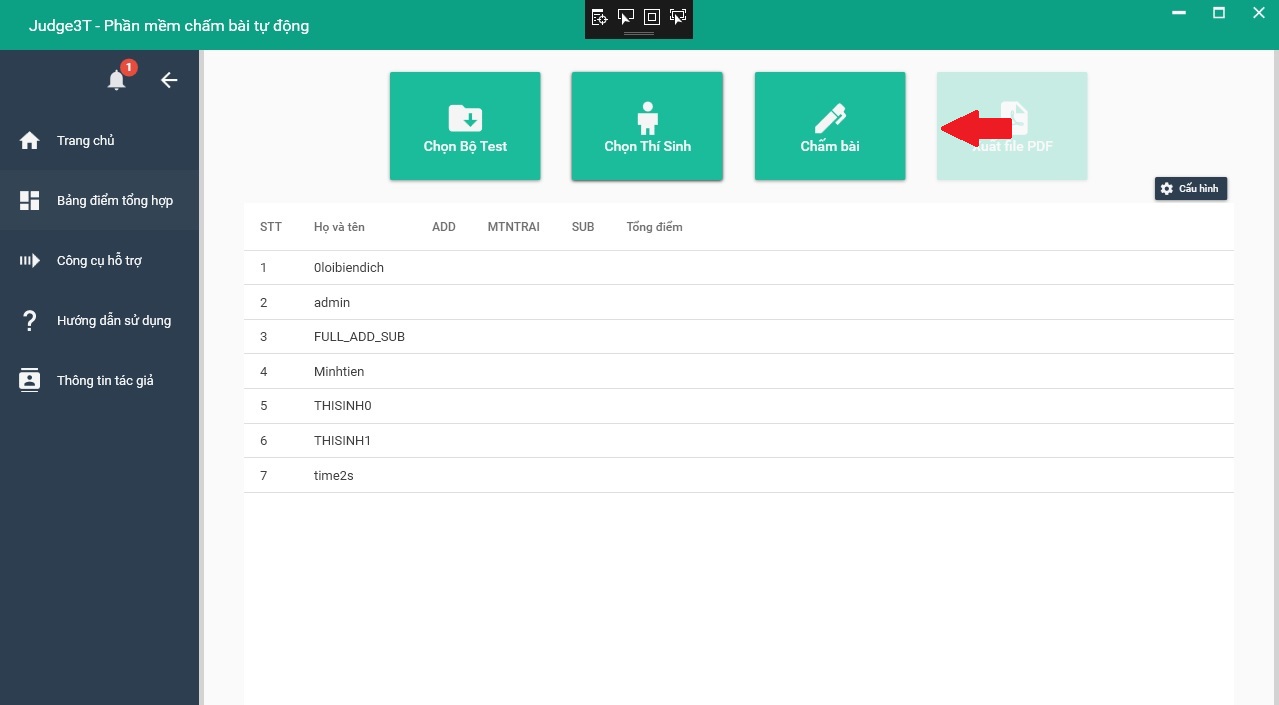 Judge3T - Phần mềm chấm bài tự động
1
Trang chủ
Bảng điểm tổng hợp
Công cụ hỗ trợ
Hướng dẫn sử dụng
Thông tin tác giả
Chọn Bộ Test
Chọn Thí Sinh
Chấm bài
Xuất file PDF
Cấu hình
STT Họ và tên ADD MTNTRAI SUB Tổng điểm
1 0loibiendich
2 admin
3 FULL_ADD_SUB
4 Minhtien
5 THISINH0
6 THISINH1
7 time2s